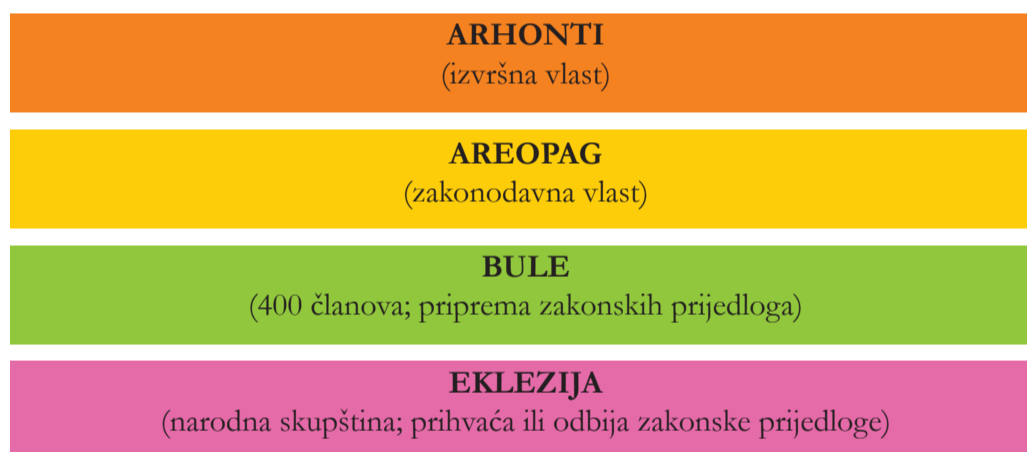 ARHONTI
(izvršna vlast)
AREOPAG
(zakonodavna vlast)
BULE
(400 članova; priprema zakonskih prijedloga)
EKLEZIJA
(narodna skupština; prihvaća ili odbija zakonske prijedloge)